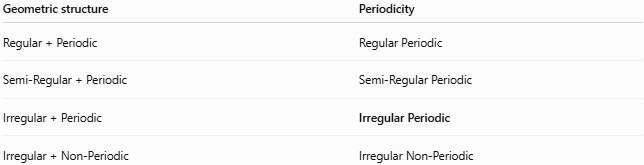 Geometric structure Periodicity
Regular + Periodic Regular Periodic
Semi-Regular + Periodic Semi-Regular Periodic
Irregular + Periodic Irregular Periodic
Irregular + Non-Periodic Irregular Non-Periodic